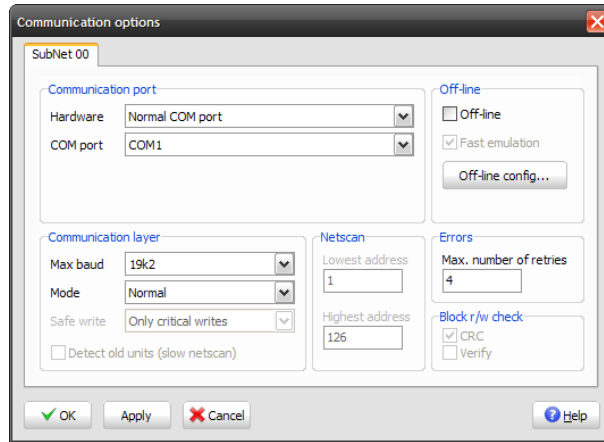 Communication options
SubNet 00
Communication port
Hardware Normal COM port
COM port COM1
Off-line
Off-line
Fast emulation
Off-line config...
Communication layer
Max baud 19k2
Mode Normal
Safe write Only critical writes
Detect old units (slow netscan)
Netscan
Lowest address
1
Highest address
126
Errors
Max. number of retries
4
Block r/w check
CRC
Verify
OK Apply Cancel Help